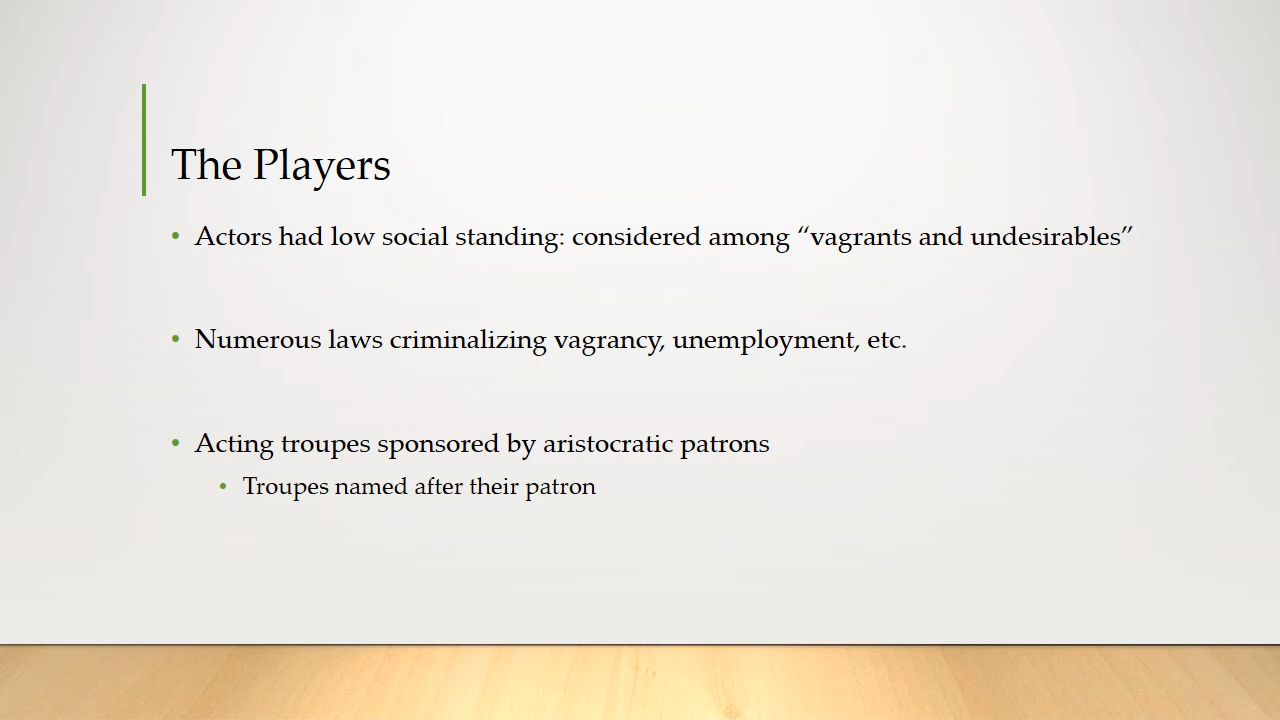 The Players
• Actors had low social standing: considered among “vagrants and undesirables”
• Numerous laws criminalizing vagrancy, unemployment, etc.
• Acting troupes sponsored by aristocratic patrons
• Troupes named after their patron